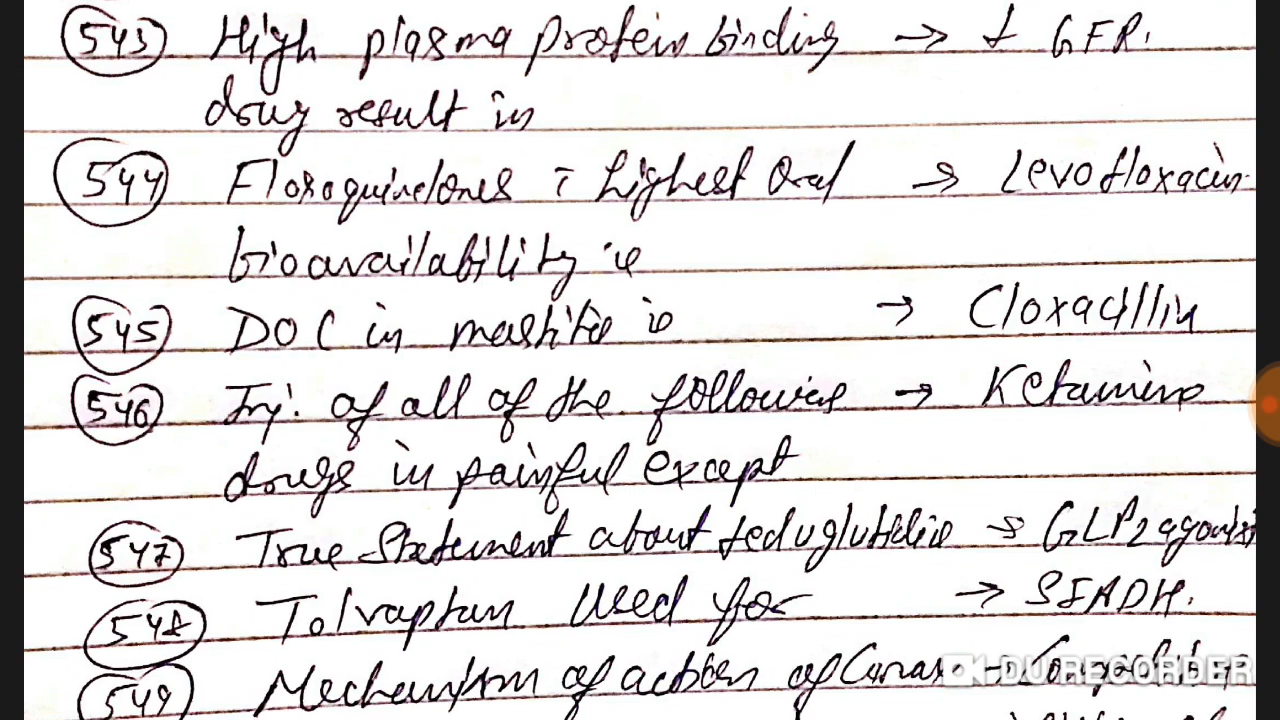 543 High plasma protein binding → ↓ GFR.
drug result in
544 Floroquinolones c̄ highest Oral → Levofloxacin.
bioavailability is
545 DOC in mastitis is → Cloxacillin
546 Inj. of all of the following → Ketamine
drugs in painful except
547 True Statement about teduglutide is → GLP2 agonist
548 Tolvaptan Used for → SIADH.
549 Mechanism of action of →
DU RECORDER